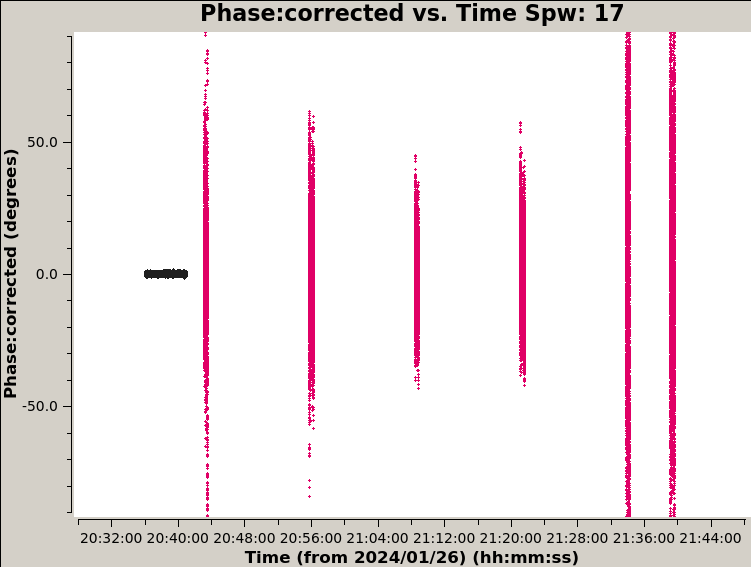 Phase:corrected vs. Time Spw: 17
Phase:corrected (degrees)
50.0
0.0
-50.0
20:32:00 20:40:00 20:48:00 20:56:00 21:04:00 21:12:00 21:20:00 21:28:00 21:36:00 21:44:00
Time (from 2024/01/26) (hh:mm:ss)